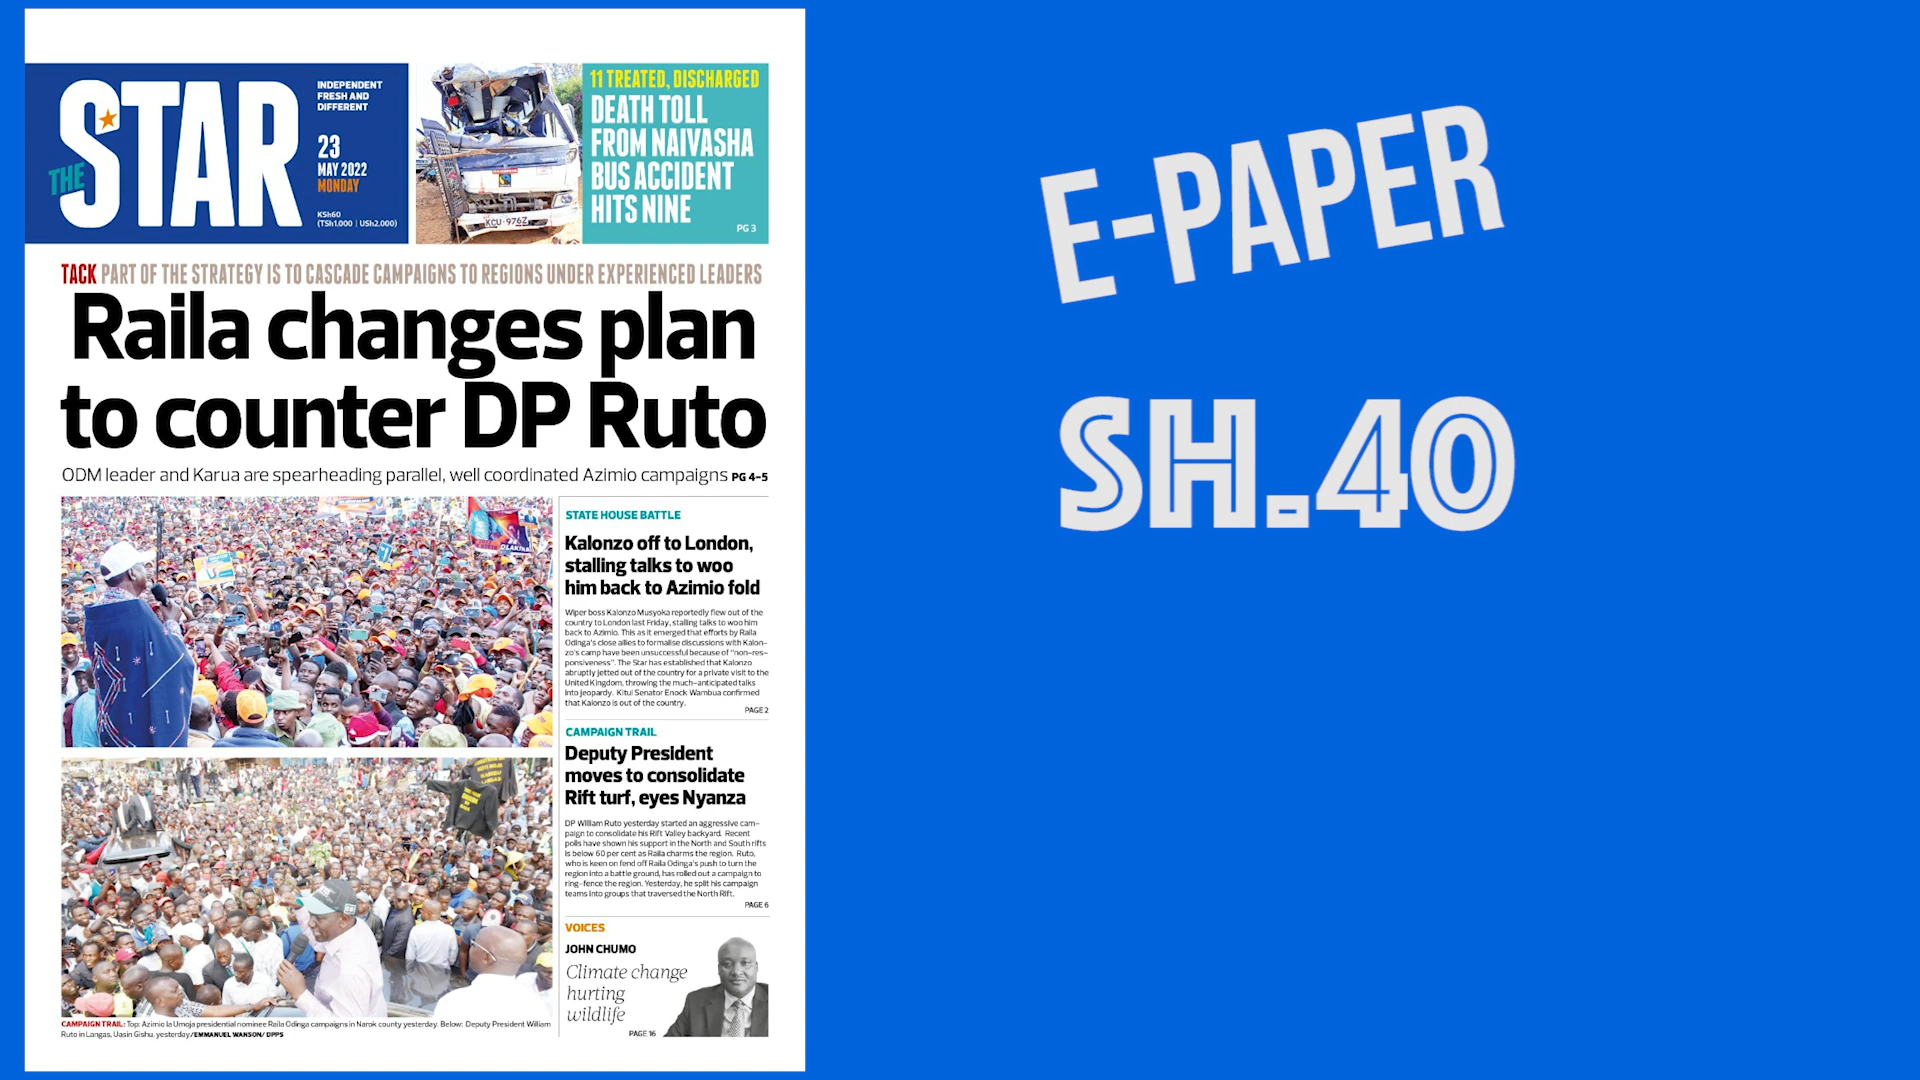 THE STAR
INDEPENDENT
FRESH AND
DIFFERENT
23
MAY 2022
MONDAY
KSh60
(TSh1,000 | USh2,000)
KCU 976Z
11 TREATED, DISCHARGED
DEATH TOLL
FROM NAIVASHA
BUS ACCIDENT
HITS NINE
PG 3
TACK PART OF THE STRATEGY IS TO CASCADE CAMPAIGNS TO REGIONS UNDER EXPERIENCED LEADERS
Raila changes plan
to counter DP Ruto
ODM leader and Karua are spearheading parallel, well coordinated Azimio campaigns PG 4-5
STATE HOUSE BATTLE
Kalonzo off to London,
stalling talks to woo
him back to Azimio fold
Wiper boss Kalonzo Musyoka reportedly flew out of the
country to London last Friday, stalling talks to woo him
back to Azimio. This as it emerged that efforts by Raila
Odinga's close allies to formalise discussions with Kalon-
zo's camp have been unsuccessful because of "non-res-
ponsiveness". The Star has established that Kalonzo
abruptly jetted out of the country for a private visit to the
United Kingdom, throwing the much-anticipated talks
into jeopardy. Kitui Senator Enock Wambua confirmed
that Kalonzo is out of the country.
PAGE 2
CAMPAIGN TRAIL
Deputy President
moves to consolidate
Rift turf, eyes Nyanza
DP William Ruto yesterday started an aggressive cam-
paign to consolidate his Rift Valley backyard. Recent
polls have shown his support in the North and South rifts
is below 60 per cent as Raila charms the region. Ruto,
who is keen on fend off Raila Odinga's push to turn the
region into a battle ground, has rolled out a campaign to
ring-fence the region. Yesterday, he split his campaign
teams into groups that traversed the North Rift.
PAGE 6
VOICES
JOHN CHUMO
Climate change
hurting
wildlife
PAGE 16
CAMPAIGN TRAIL: Top: Azimio la Umoja presidential nominee Raila Odinga campaigns in Narok county yesterday. Below: Deputy President William
Ruto in Langas, Uasin Gishu, yesterday/EMMANUEL WANSON/ DPPS
E-PAPER
SH.40